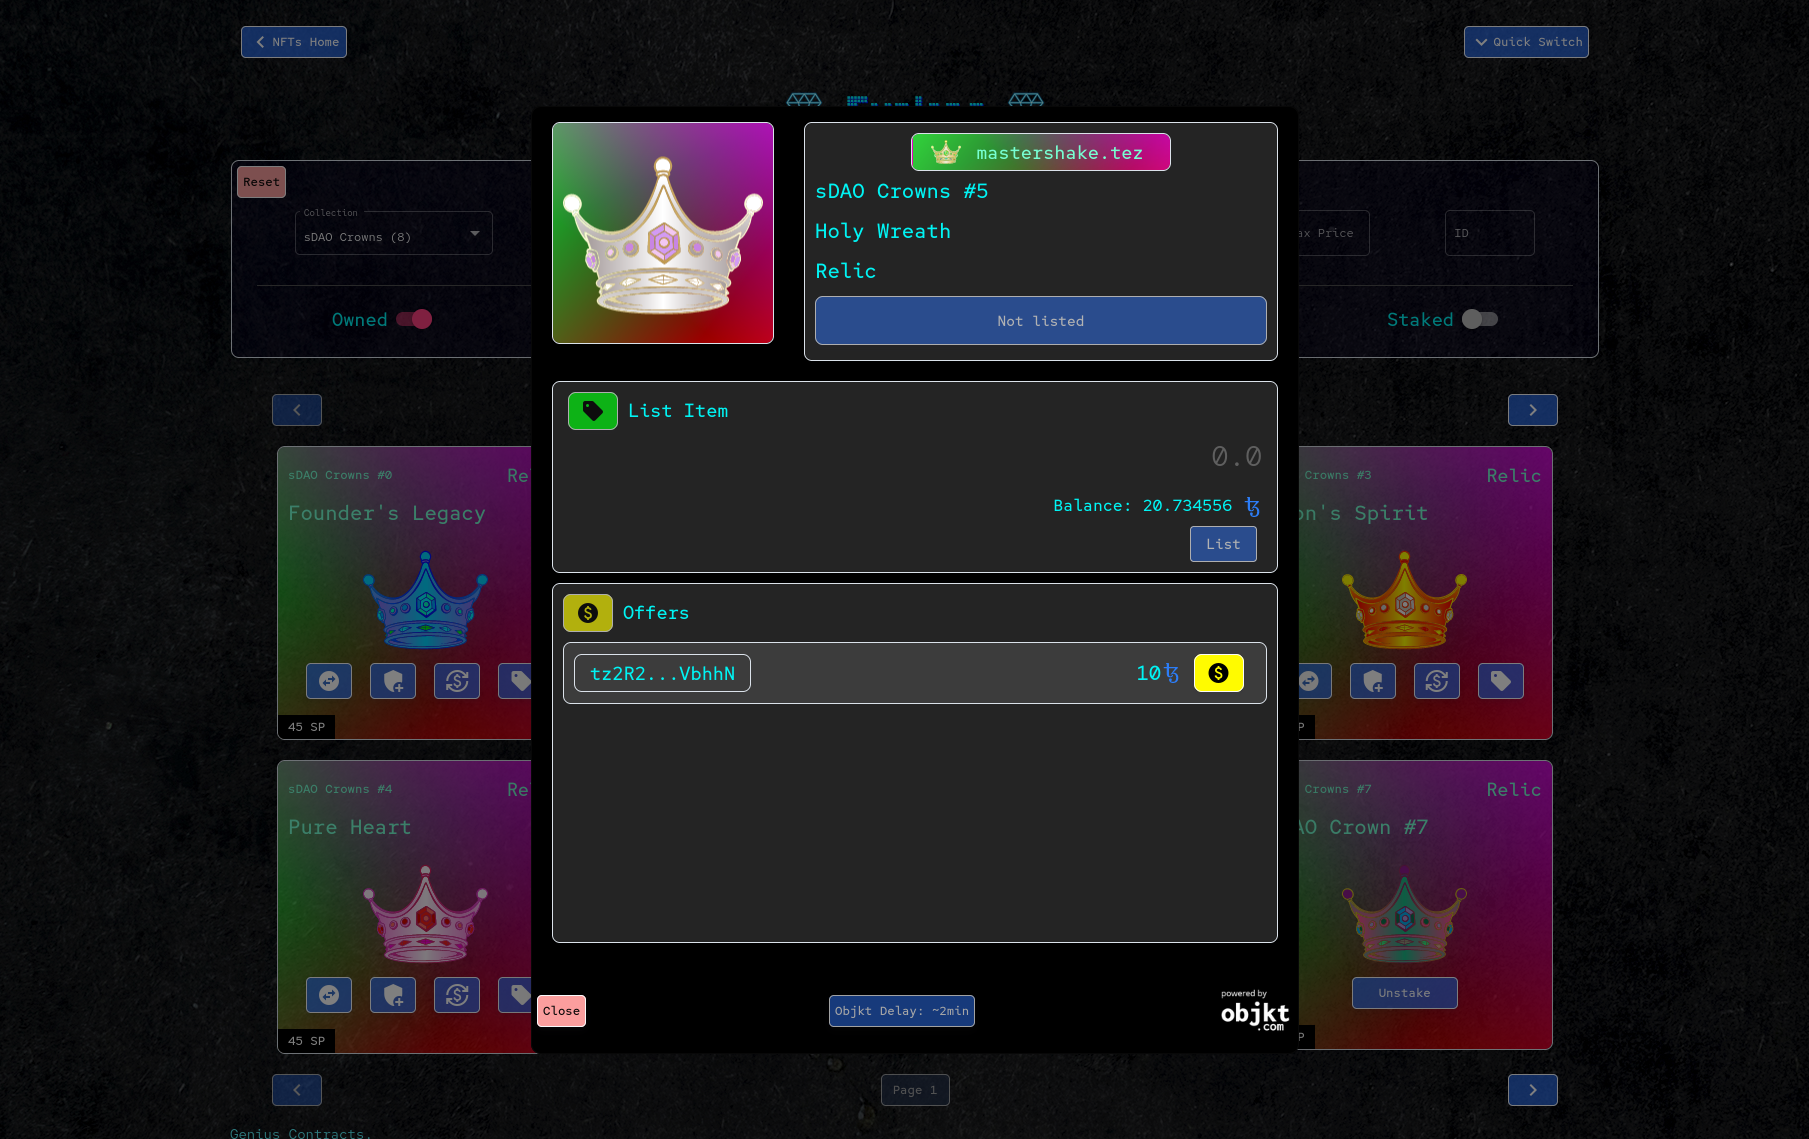 NFTs Home
Quick Switch
mastershake.tez
sDAO Crowns #5
Holy Wreath
Relic
Not listed
Reset
Collection
sDAO Crowns (8)
ax Price
ID
Owned
Staked
List Item
0.0
Balance: 20.734556
List
sDAO Crowns #0
Re
Founder's Legacy
45 SP
Crowns #3
Relic
on's Spirit
P
Offers
tz2R2...VbhhN
10
sDAO Crowns #4
Re
Pure Heart
45 SP
Crowns #7
Relic
AO Crown #7
Unstake
P
Close
Objkt Delay: ~2min
powered by
objkt
.com
Page 1
Genius Contracts.